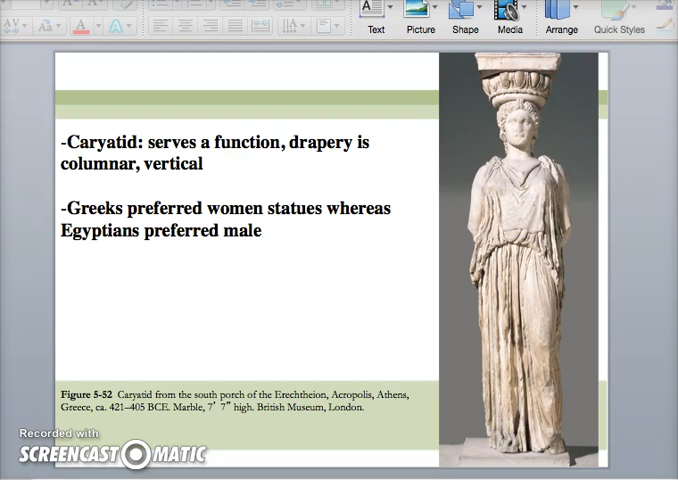 Text
Picture
Shape
Media
Arrange
Quick Styles
-Caryatid: serves a function, drapery is
columnar, vertical
-Greeks preferred women statues whereas
Egyptians preferred male
Figure 5-52 Caryatid from the south porch of the Erechtheion, Acropolis, Athens,
Greece, ca. 421–405 BCE. Marble, 7’ 7” high. British Museum, London.
Recorded with
SCREENCAST O MATIC